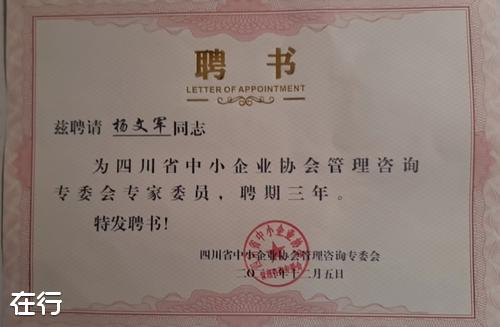 聘书
LETTER OF APPOINTMENT
兹聘请 杨文军 同志
为四川省中小企业协会管理咨询
专委会专家委员，聘期三年。
特发聘书！
四川省中小企业协会管理咨询专委会
年十二月五日
在行